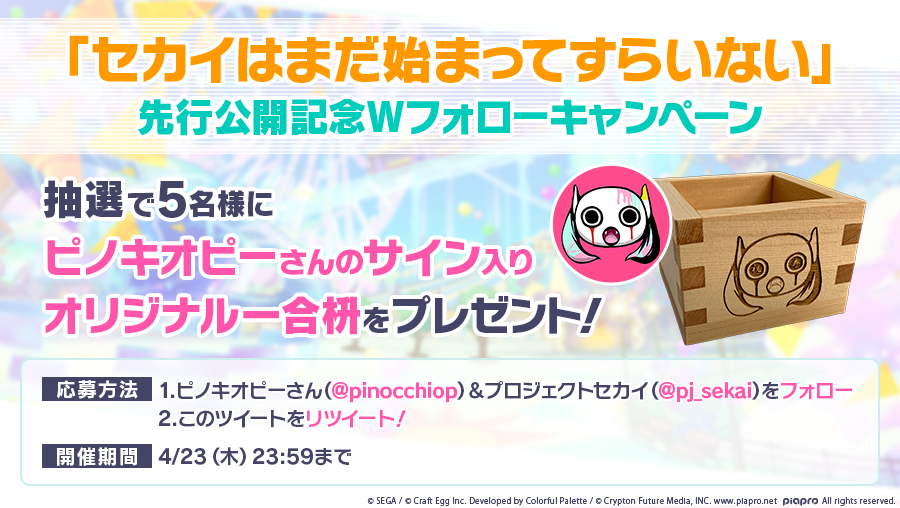 「セカイはまだ始まってすらいない」
先行公開記念Wフォローキャンペーン
抽選で5名様に
ピノキオピーさんのサイン入り
オリジナル一合枡をプレゼント!
応募方法 1.ピノキオピーさん(@pinocchiop)&プロジェクトセカイ(@pj_sekai)をフォロー
2.このツイートをリツイート!
開催期間 4/23(木)23:59まで
© SEGA / © Craft Egg Inc. Developed by Colorful Palette / © Crypton Future Media, INC. www.piapro.net piapro All rights reserved.